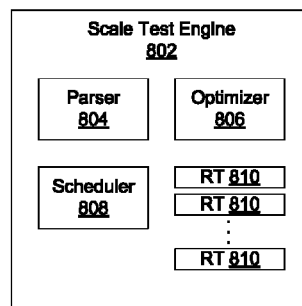 Scale Test Engine
802
Parser
804
Optimizer
806
Scheduler
808
RT 810
RT 810
RT 810